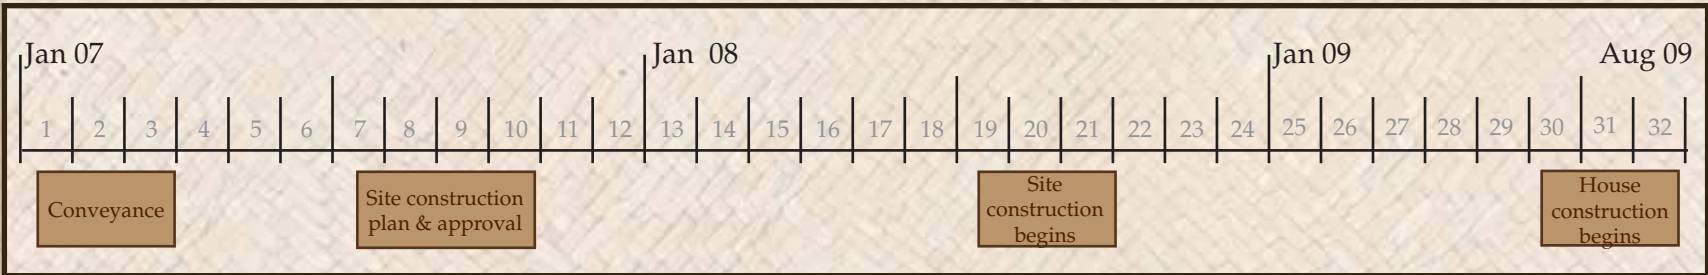 Jan 07
Jan 08
Jan 09
Aug 09
1 2 3 4 5 6 7 8 9 10 11 12 13 14 15 16 17 18 19 20 21 22 23 24 25 26 27 28 29 30 31 32
Conveyance
Site construction
plan & approval
Site
construction
begins
House
construction
begins